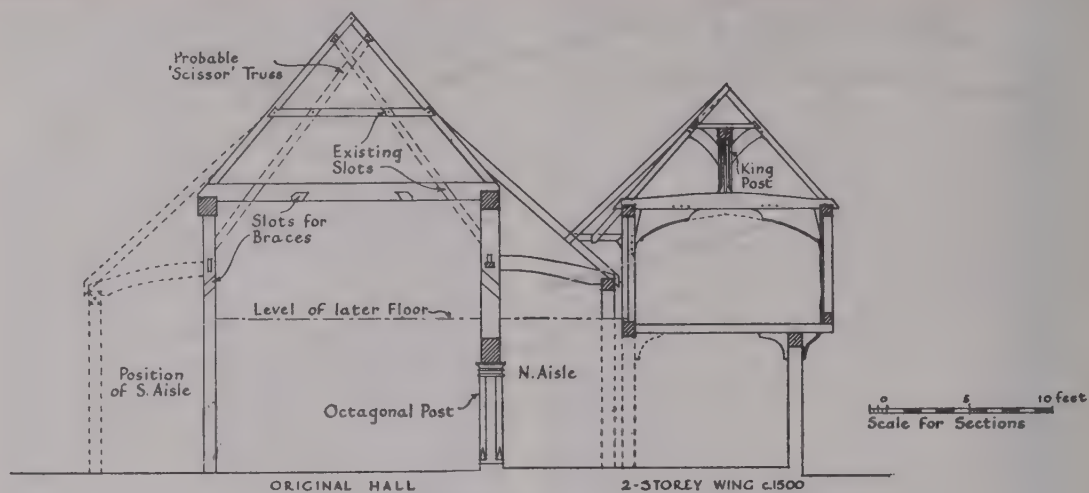 Probable
'Scissor' Truss
Existing
Slots
Slots for
Braces
King
Post
Level of later Floor
Position
of S. Aisle
Octagonal Post
N. Aisle
0 5 10 feet
Scale for Sections
ORIGINAL HALL
2-STOREY WING c.1500